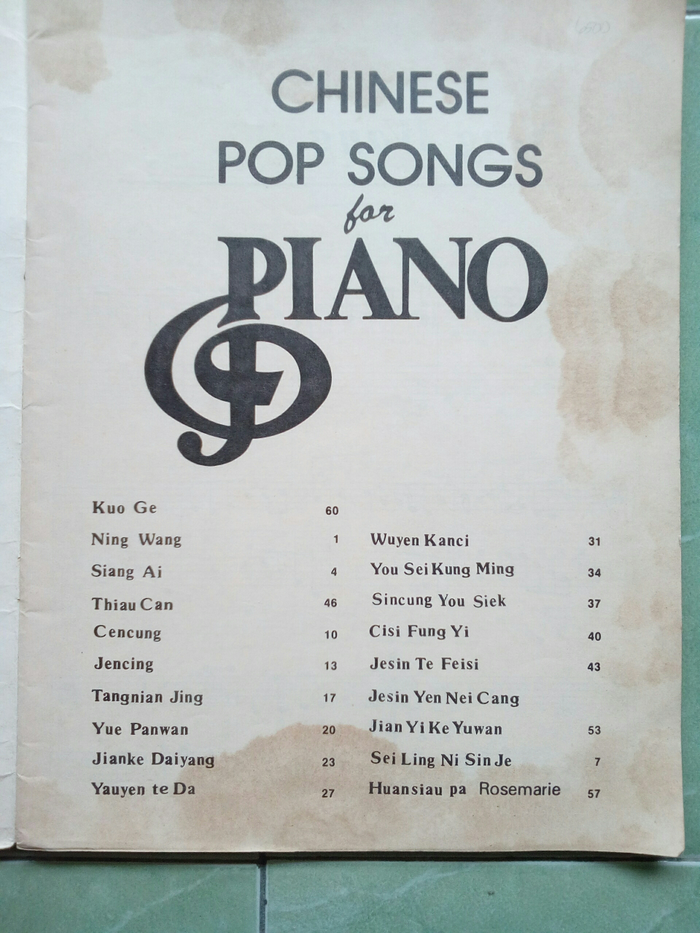 CHINESE
POP SONGS
for
PIANO
Kuo Ge 60
Ning Wang 1
Siang Ai 4
Thiau Can 46
Cencung 10
Jencing 13
Tangnian Jing 17
Yue Panwan 20
Jianke Daiyang 23
Yauyen te Da 27
Wuyen Kanci 31
You Sei Kung Ming 34
Sincung You Siek 37
Cisi Fung Yi 40
Jesin Te Feisi 43
Jesin Yen Nei Cang
Jian Yi Ke Yuwan 53
Sei Ling Ni Sin Je 7
Huansiau pa Rosemarie 57